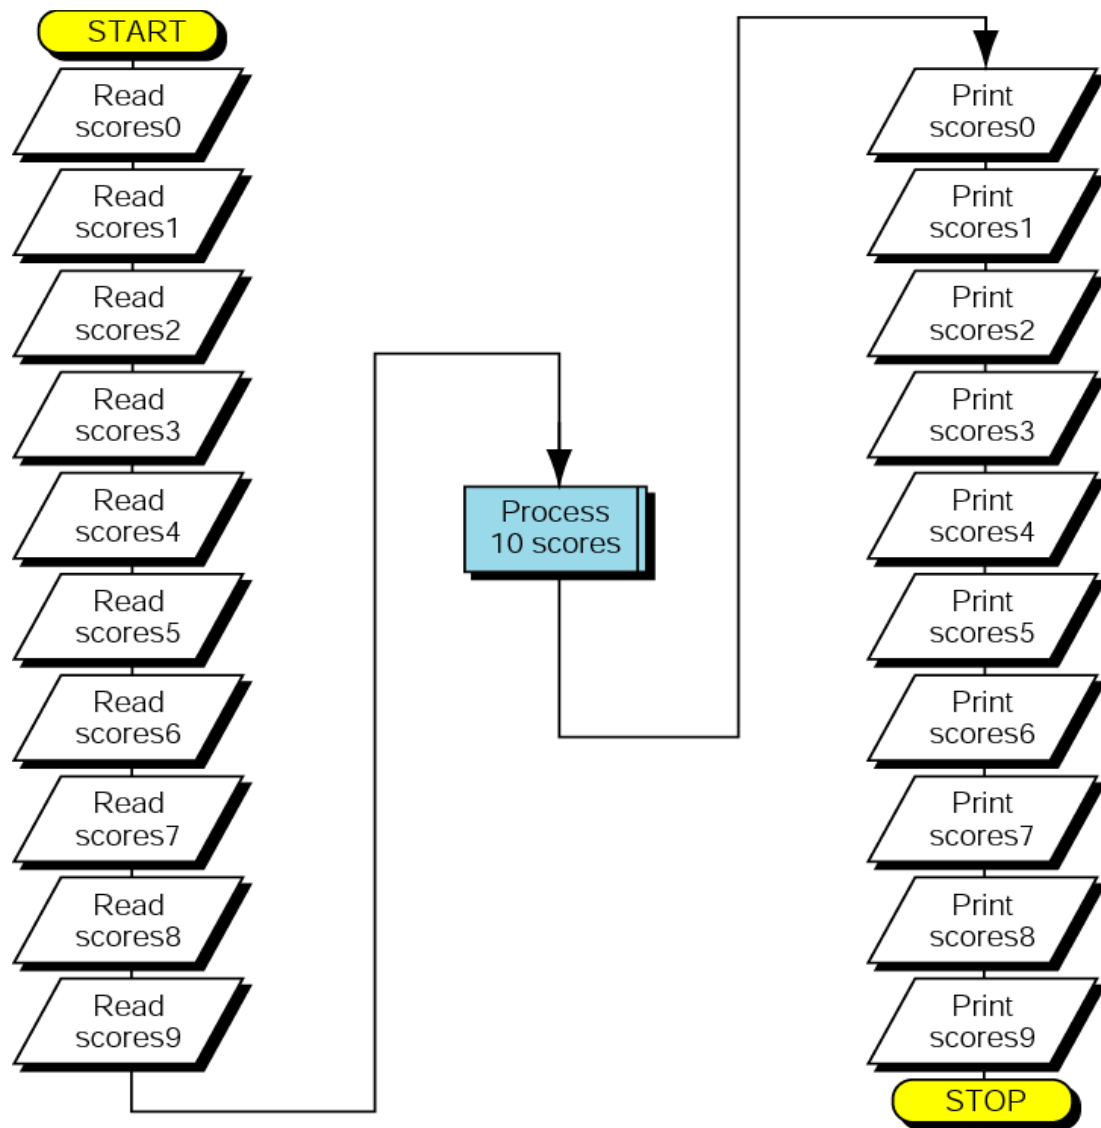 START
Read
scores0
Read
scores1
Read
scores2
Read
scores3
Read
scores4
Read
scores5
Read
scores6
Read
scores7
Read
scores8
Read
scores9
Process
10 scores
Print
scores0
Print
scores1
Print
scores2
Print
scores3
Print
scores4
Print
scores5
Print
scores6
Print
scores7
Print
scores8
Print
scores9
STOP